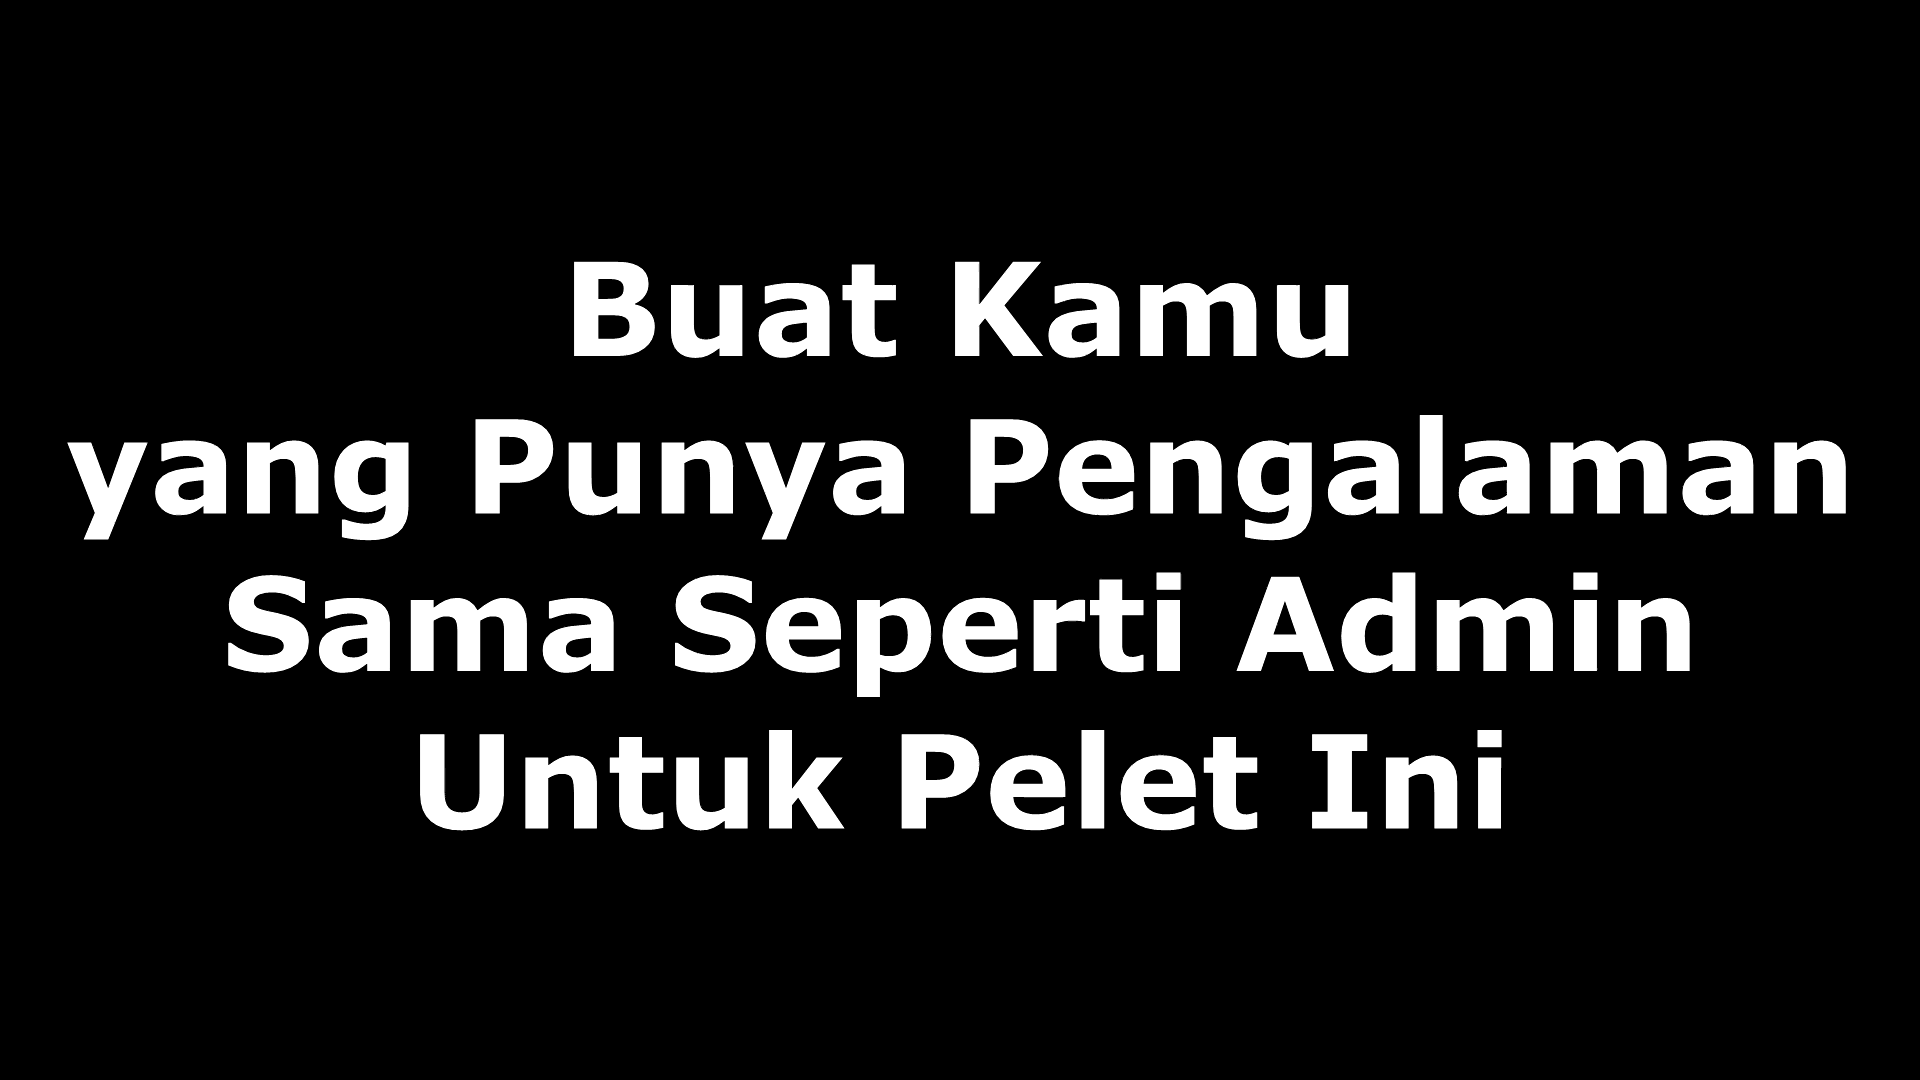 Buat Kamu
yang Punya Pengalaman
Sama Seperti Admin
Untuk Pelet Ini